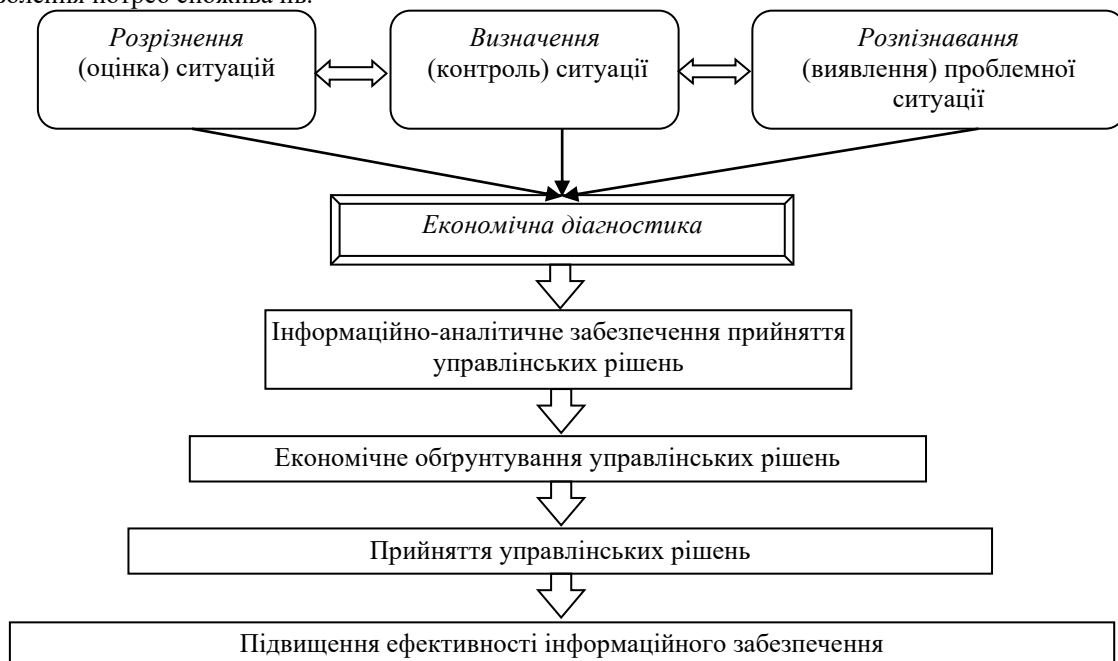 Розрізнення
(оцінка) ситуацій
Визначення
(контроль) ситуації
Розпізнавання
(виявлення) проблемної
ситуації
Економічна діагностика
Інформаційно-аналітичне забезпечення прийняття
управлінських рішень
Економічне обґрунтування управлінських рішень
Прийняття управлінських рішень
Підвищення ефективності інформаційного забезпечення